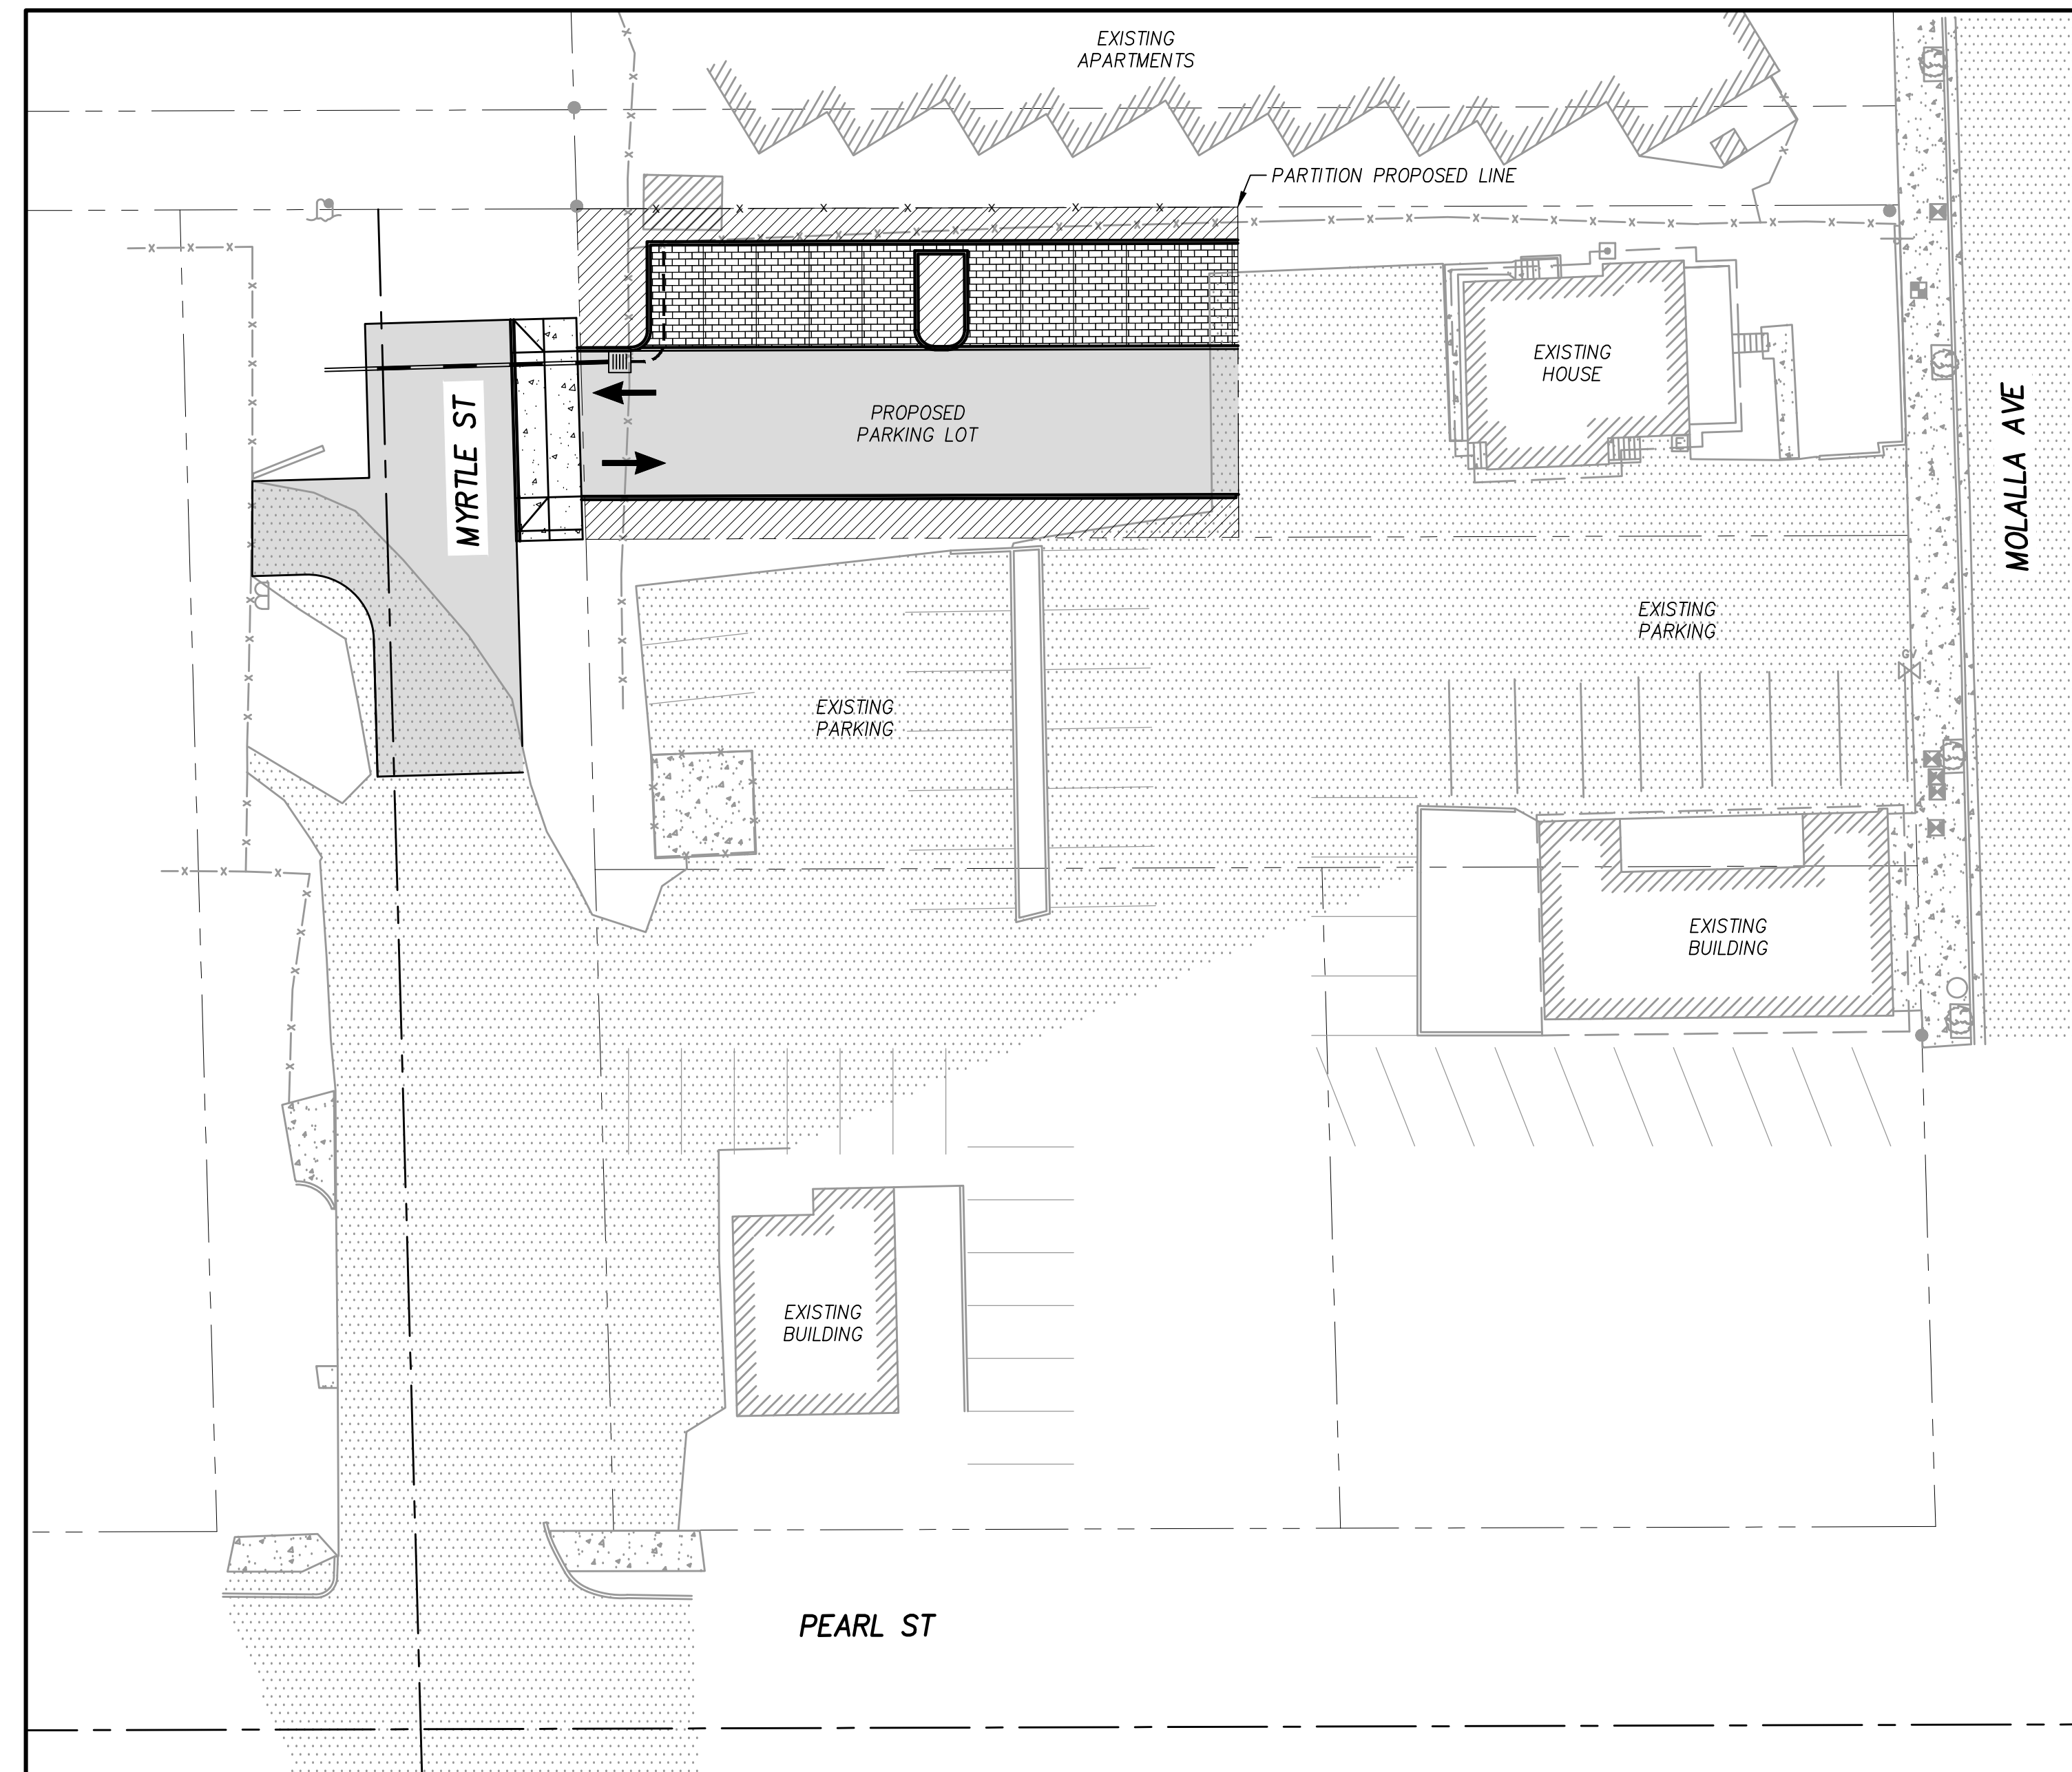 EXISTING
APARTMENTS
PARTITION PROPOSED LINE
EXISTING
HOUSE
MOLALLA AVE
MYRTLE ST
PROPOSED
PARKING LOT
E
EXISTING
PARKING
GV
EXISTING
PARKING
EXISTING
BUILDING
EXISTING
BUILDING
PEARL ST